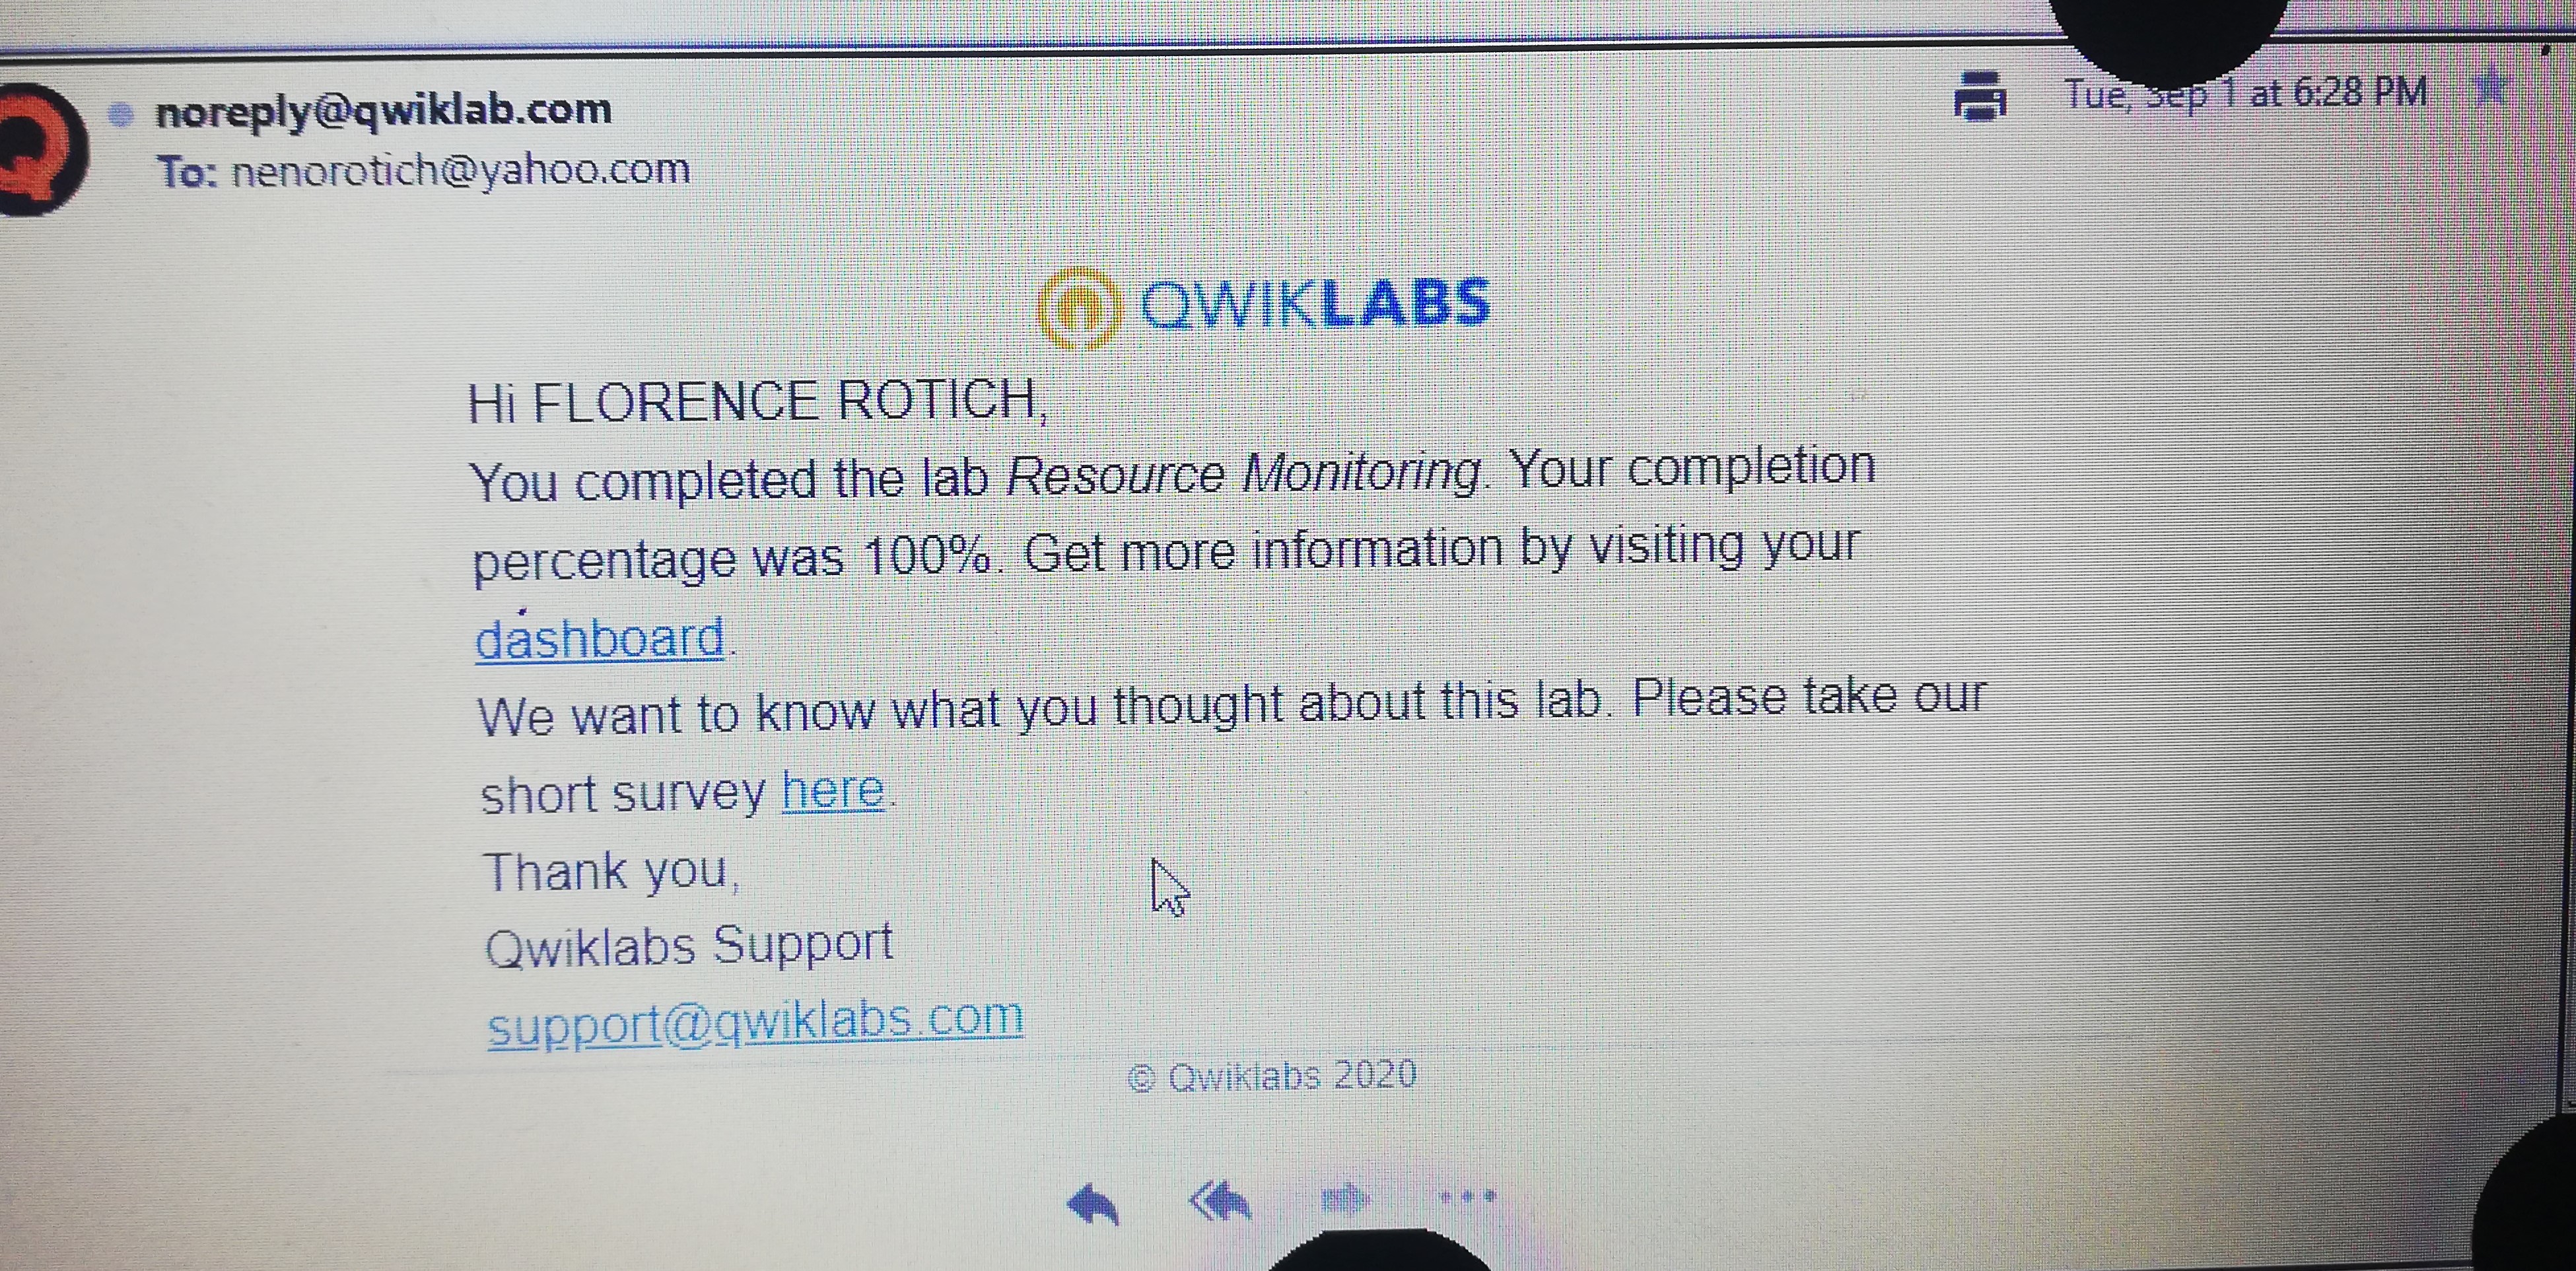 noreply@qwiklab.com
Tue, Sep 1 at 6:28 PM
To: nenorotich@yahoo.com
QWIKLABS
Hi FLORENCE ROTICH,
You completed the lab Resource Monitoring. Your completion
percentage was 100%. Get more information by visiting your
dashboard.
We want to know what you thought about this lab. Please take our
short survey here.
Thank you,
Qwiklabs Support
support@qwiklabs.com
© Qwiklabs 2020